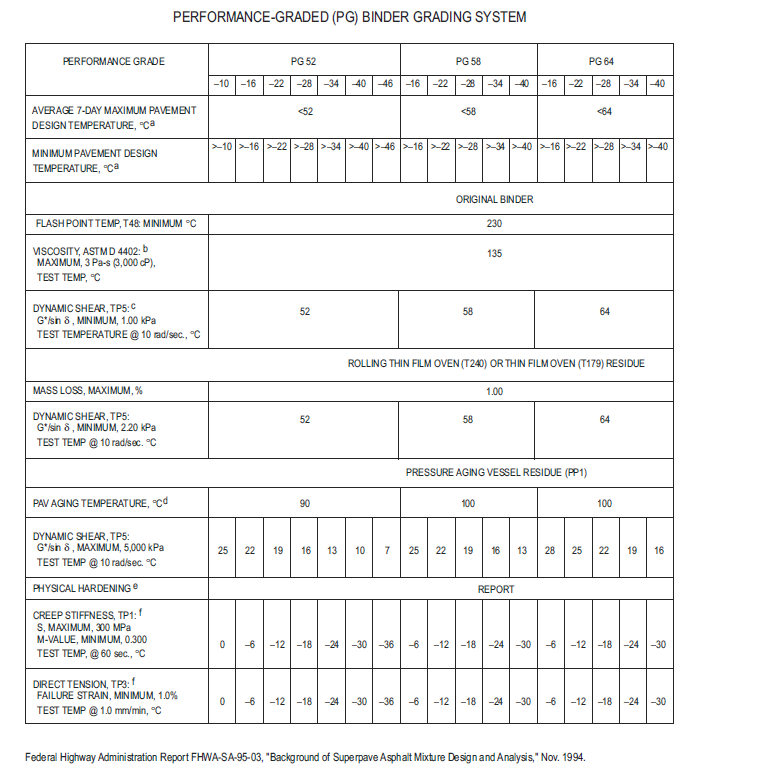 PERFORMANCE-GRADED (PG) BINDER GRADING SYSTEM
PERFORMANCE GRADE PG 52 PG 58 PG 64
–10 –16 –22 –28 –34 –40 –46 –16 –22 –28 –34 –40 –16 –22 –28 –34 –40
AVERAGE 7-DAY MAXIMUM PAVEMENT
DESIGN TEMPERATURE, °Ca <52 <58 <64
MINIMUM PAVEMENT DESIGN
TEMPERATURE, °Ca >–10 >–16 >–22 >–28 >–34 >–40 >–46 >–16 >–22 >–28 >–34 >–40 >–16 >–22 >–28 >–34 >–40
ORIGINAL BINDER
FLASH POINT TEMP, T48: MINIMUM °C 230
VISCOSITY, ASTM D 4402: b
MAXIMUM, 3 Pa-s (3,000 cP),
TEST TEMP, °C 135
DYNAMIC SHEAR, TP5: c
G*/sin δ , MINIMUM, 1.00 kPa
TEST TEMPERATURE @ 10 rad/sec., °C 52 58 64
ROLLING THIN FILM OVEN (T240) OR THIN FILM OVEN (T179) RESIDUE
MASS LOSS, MAXIMUM, % 1.00
DYNAMIC SHEAR, TP5:
G*/sin δ , MINIMUM, 2.20 kPa
TEST TEMP @ 10 rad/sec. °C 52 58 64
PRESSURE AGING VESSEL RESIDUE (PP1)
PAV AGING TEMPERATURE, °Cd 90 100 100
DYNAMIC SHEAR, TP5:
G*/sin δ , MAXIMUM, 5,000 kPa
TEST TEMP @ 10 rad/sec. °C 25 22 19 16 13 10 7 25 22 19 16 13 28 25 22 19 16
PHYSICAL HARDENING e REPORT
CREEP STIFFNESS, TP1: f
S, MAXIMUM, 300 MPa
M-VALUE, MINIMUM, 0.300
TEST TEMP, @ 60 sec., °C 0 –6 –12 –18 –24 –30 –36 –6 –12 –18 –24 –30 –6 –12 –18 –24 –30
DIRECT TENSION, TP3: f
FAILURE STRAIN, MINIMUM, 1.0%
TEST TEMP @ 1.0 mm/min, °C 0 –6 –12 –18 –24 –30 –36 –6 –12 –18 –24 –30 –6 –12 –18 –24 –30
Federal Highway Administration Report FHWA-SA-95-03, "Background of Superpave Asphalt Mixture Design and Analysis," Nov. 1994.